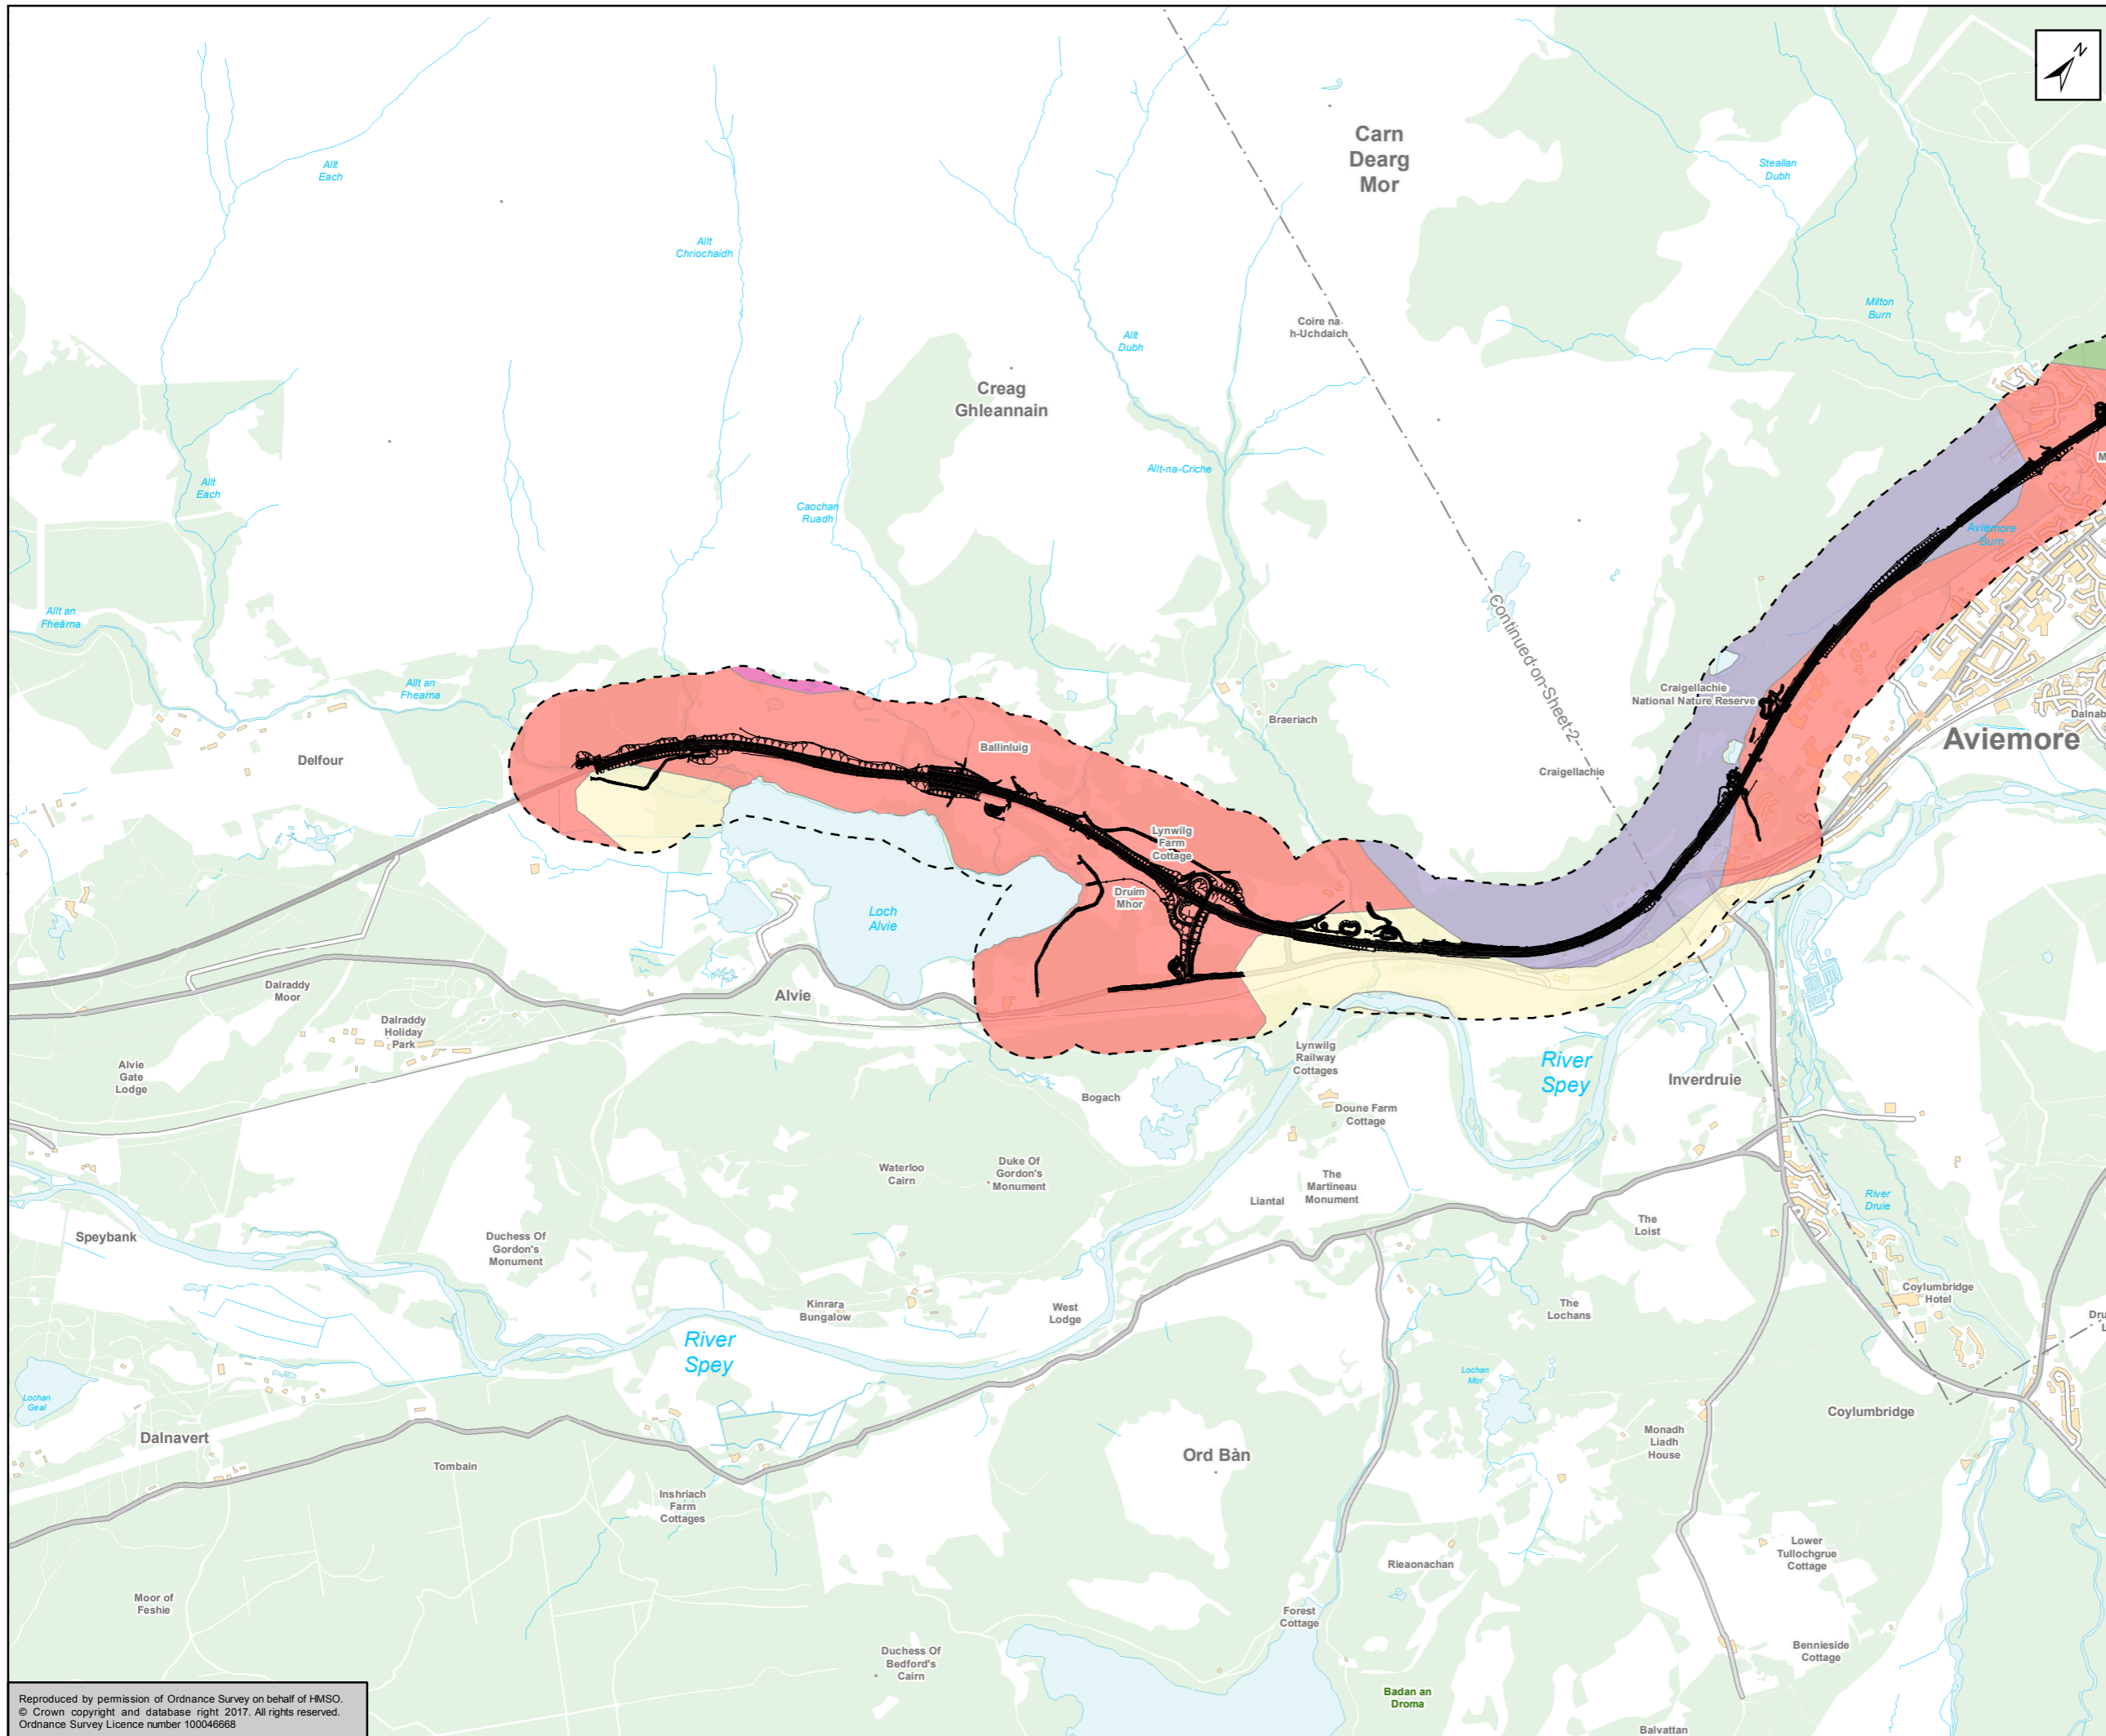 N
Carn
Dearg
Mor
Steallan
Dubh
Allt
Each
Allt
Chriochaidh
Milton
Burn
Coire na
h-Uchdaich
Allt
Dubh
Creag
Ghleannain
Allt-na-Criche
Allt
Each
Caochan
Ruadh
Aviemore
Burn
Allt an
Fhearna
Continued on Sheet 2
Allt an
Fhearna
Craigellachie
National Nature Reserve
Braeriach
Dalnab
Aviemore
Ballinluig
Delfour
Craigellachie
Lynwilg
Farm
Cottage
Druim
Mhor
Loch
Alvie
Dalraddy
Moor
Alvie
Dalraddy
Holiday
Park
Lynwilg
Railway
Cottages
River
Spey
Alvie
Gate
Lodge
Inverdruie
Bogach
Doune Farm
Cottage
Waterloo
Cairn
Duke Of
Gordon's
Monument
The
Martineau
Monument
Liantal
River
Druie
The
Loist
Speybank
Duchess Of
Gordon's
Monument
Coylumbridge
Hotel
Kinrara
Bungalow
West
Lodge
The
Lochans
Dru
L
River
Spey
Lochan
Mor
Lochan
Geal
Coylumbridge
Dalnavert
Monadh
Liadh
House
Ord Bàn
Tombain
Inshriach
Farm
Cottages
Lower
Tullochgrue
Cottage
Rieaonachan
Moor of
Feshie
Forest
Cottage
Bennieside
Cottage
Duchess Of
Bedford's
Cairn
Badan an
Droma
Balvattan
M
Reproduced by permission of Ordnance Survey on behalf of HMSO.
© Crown copyright and database right 2017. All rights reserved.
Ordnance Survey Licence number 100046668